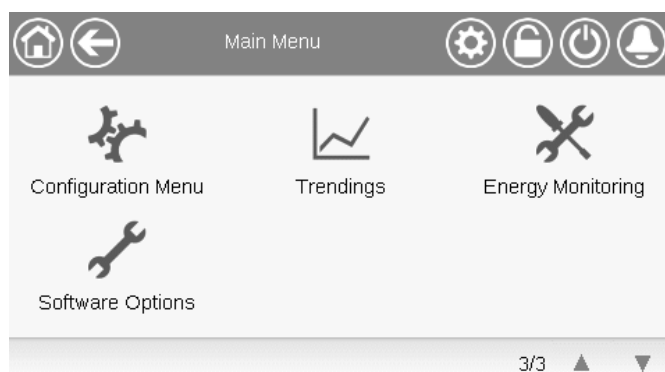 Main Menu
Configuration Menu
Trendings
Energy Monitoring
Software Options
3/3